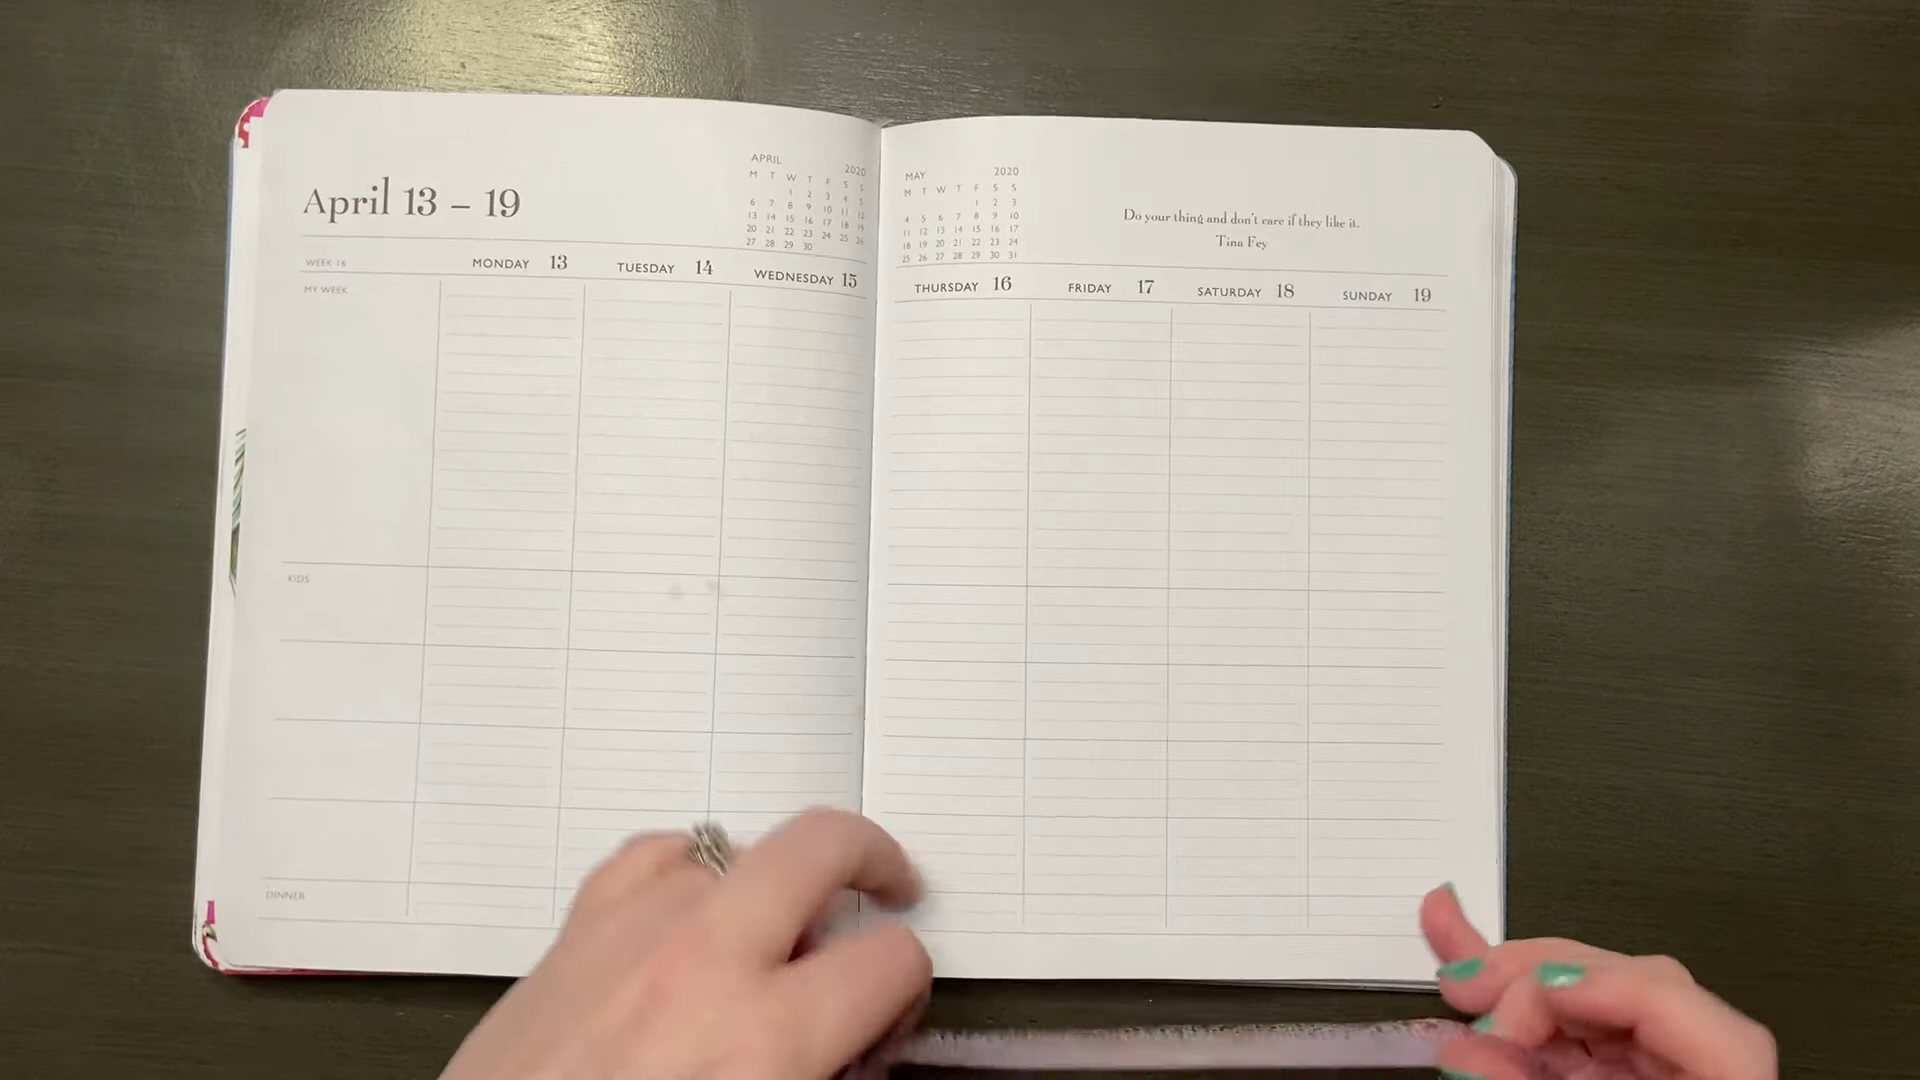 April 13 – 19
APRIL 2020
M T W T F S S
1 2 3 4 5
6 7 8 9 10 11 12
13 14 15 16 17 18 19
20 21 22 23 24 25 26
27 28 29 30
WEEK 16
MONDAY 13
TUESDAY 14
WEDNESDAY 15
MY WEEK
KIDS
DINNER
MAY 2020
M T W T F S S
1 2 3
4 5 6 7 8 9 10
11 12 13 14 15 16 17
18 19 20 21 22 23 24
25 26 27 28 29 30 31
Do your thing and don't care if they like it.
Tina Fey
THURSDAY 16
FRIDAY 17
SATURDAY 18
SUNDAY 19